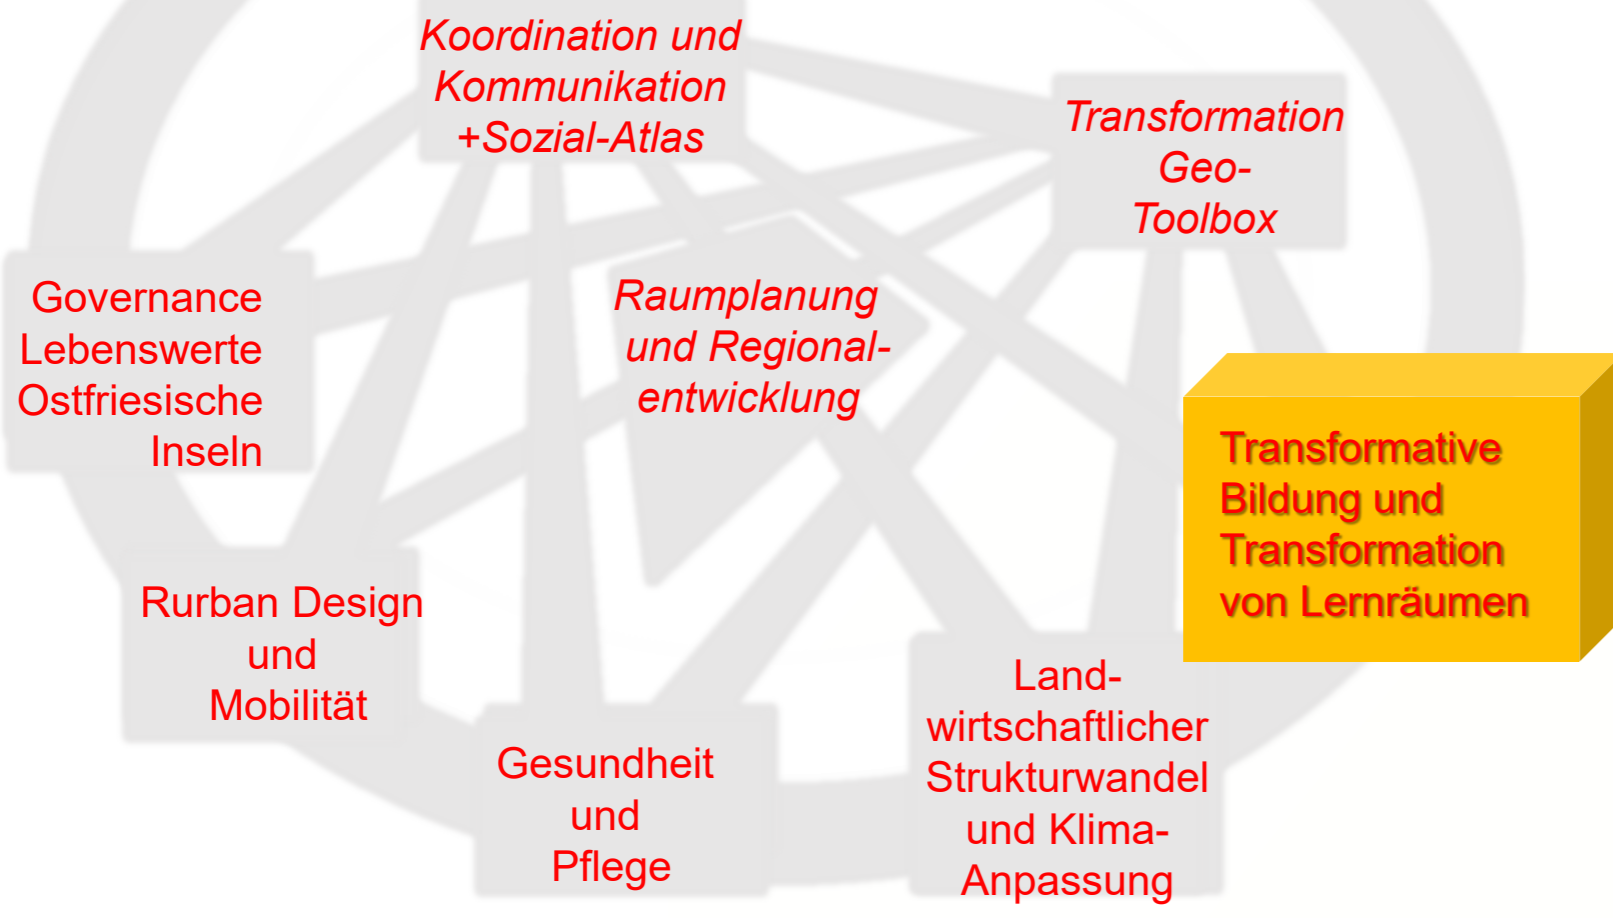 Koordination und
Kommunikation
+Sozial-Atlas
Transformation
Geo-
Toolbox
Governance
Lebenswerte
Ostfriesische
Inseln
Raumplanung
und Regional-
entwicklung
Transformative
Bildung und
Transformation
von Lernräumen
Rurban Design
und
Mobilität
Gesundheit
und
Pflege
Land-
wirtschaftlicher
Strukturwandel
und Klima-
Anpassung